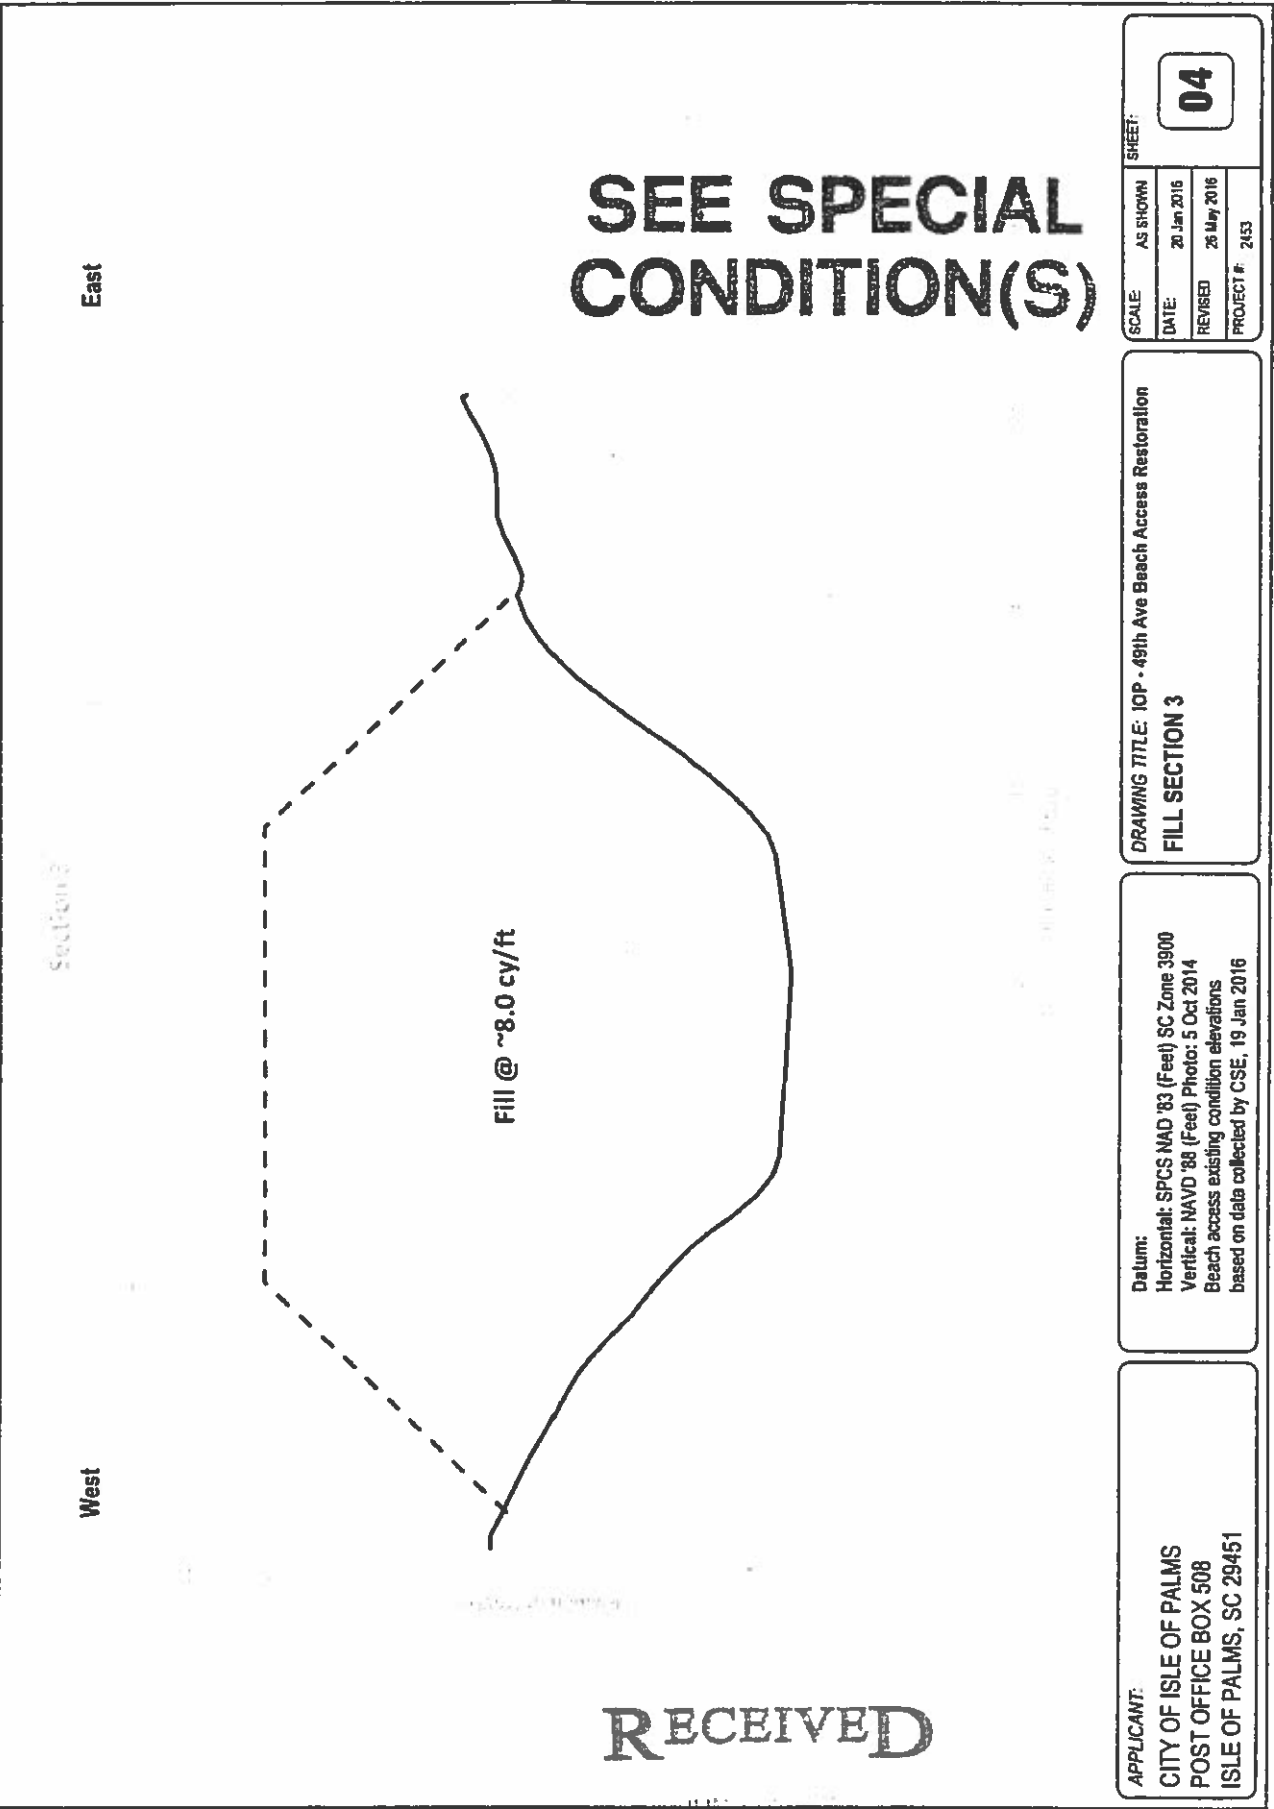 Section 3
West
East
Fill @ ~8.0 cy/ft
RECEIVED
SEE SPECIAL
CONDITION(S)
APPLICANT:
CITY OF ISLE OF PALMS
POST OFFICE BOX 508
ISLE OF PALMS, SC 29451
Datum:
Horizontal: SPCS NAD '83 (Feet) SC Zone 3900
Vertical: NAVD '88 (Feet) Photo: 5 Oct 2014
Beach access existing condition elevations
based on data collected by CSE, 19 Jan 2016
DRAWING TITLE: IOP - 49th Ave Beach Access Restoration
FILL SECTION 3
SCALE: AS SHOWN
DATE: 20 Jan 2016
REVISED 26 May 2016
PROJECT #: 2453
SHEET:
04